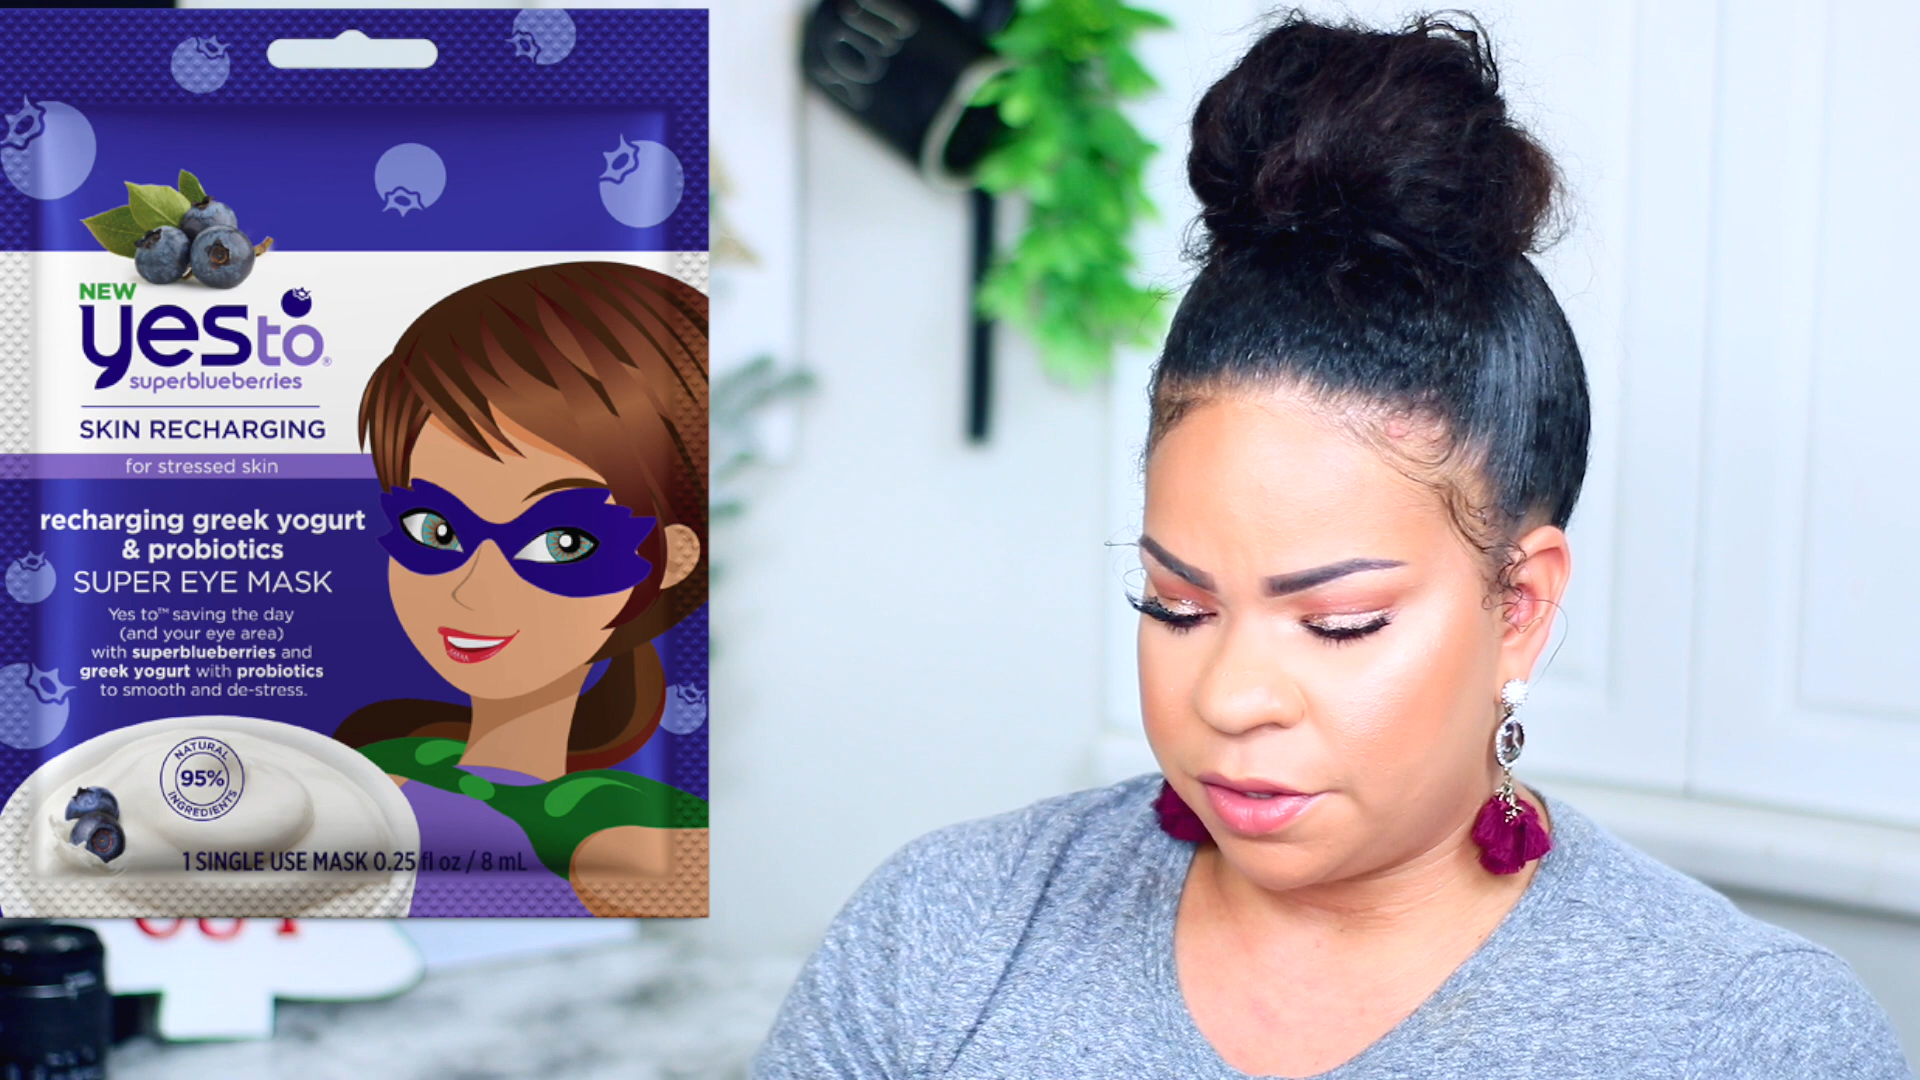 NEW
yes to®
superblueberries
SKIN RECHARGING
for stressed skin
recharging greek yogurt
& probiotics
SUPER EYE MASK
Yes to™ saving the day
(and your eye area)
with superblueberries and
greek yogurt with probiotics
to smooth and de-stress.
NATURAL
95%
INGREDIENTS
1 SINGLE USE MASK 0.25 fl oz / 8 mL